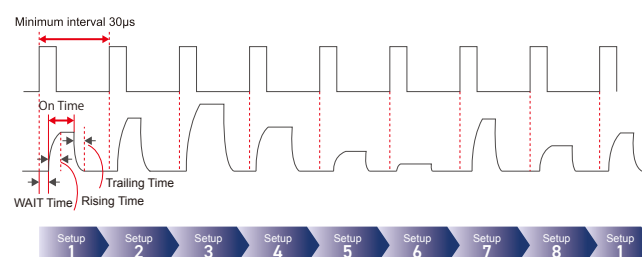 Minimum interval 30μs
On Time
Trailing Time
WAIT Time
Rising Time
Setup 1
Setup 2
Setup 3
Setup 4
Setup 5
Setup 6
Setup 7
Setup 8
Setup 1